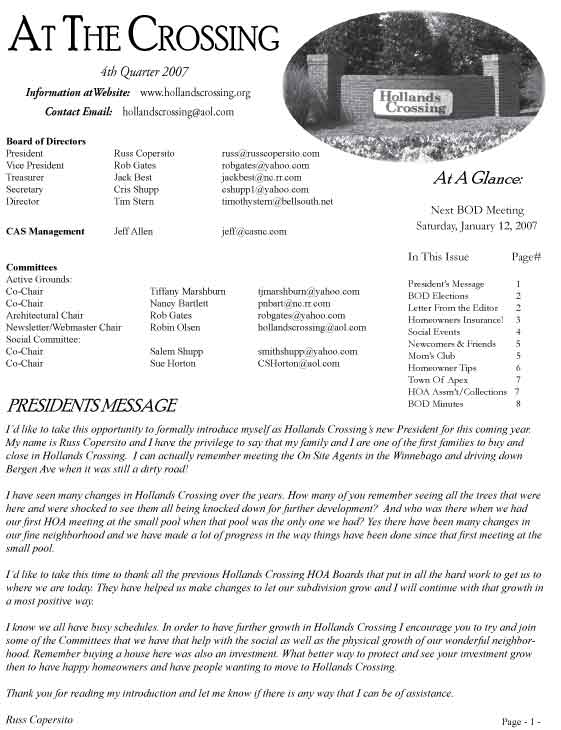 AT THE CROSSING
4th Quarter 2007
Information at Website: www.hollandscrossing.org
Contact Email: hollandscrossing@aol.com
Hollands
Crossing
Board of Directors
President Russ Copersito russ@russcopersito.com
Vice President Rob Gates robgates@yahoo.com
Treasurer Jack Best jackbest@nc.rr.com
Secretary Cris Shupp cshupp1@yahoo.com
Director Tim Stern timothystern@bellsouth.net
CAS Management Jeff Allen jeff@casnc.com
Committees
Active Grounds:
Co-Chair Tiffany Marshburn tjmarshburn@yahoo.com
Co-Chair Nancy Bartlett pnbart@nc.rr.com
Architectural Chair Rob Gates robgates@yahoo.com
Newsletter/Webmaster Chair Robin Olsen hollandscrossing@aol.com
Social Committee:
Co-Chair Salem Shupp smithshupp@yahoo.com
Co-Chair Sue Horton CSHorton@aol.com
At A Glance:
Next BOD Meeting
Saturday, January 12, 2007
In This Issue Page#
President's Message 1
BOD Elections 2
Letter From the Editor 2
Homeowners Insurance! 3
Social Events 4
Newcomers & Friends 5
Mom's Club 5
Homeowner Tips 6
Town Of Apex 7
HOA Assm't/Collections 7
BOD Minutes 8
PRESIDENTS MESSAGE
I'd like to take this opportunity to formally introduce myself as Hollands Crossing's new President for this coming year.
My name is Russ Copersito and I have the privilege to say that my family and I are one of the first families to buy and
close in Hollands Crossing. I can actually remember meeting the On Site Agents in the Winnebago and driving down
Bergen Ave when it was still a dirty road!
I have seen many changes in Hollands Crossing over the years. How many of you remember seeing all the trees that were
here and were shocked to see them all being knocked down for further development? And who was there when we had
our first HOA meeting at the small pool when that pool was the only one we had? Yes there have been many changes in
our fine neighborhood and we have made a lot of progress in the way things have been done since that first meeting at the
small pool.
I'd like to take this time to thank all the previous Hollands Crossing HOA Boards that put in all the hard work to get us to
where we are today. They have helped us make changes to let our subdivision grow and I will continue with that growth in
a most positive way.
I know we all have busy schedules. In order to have further growth in Hollands Crossing I encourage you to try and join
some of the Committees that we have that help with the social as well as the physical growth of our wonderful neighbor-
hood. Remember buying a house here was also an investment. What better way to protect and see your investment grow
then to have happy homeowners and have people wanting to move to Hollands Crossing.
Thank you for reading my introduction and let me know if there is any way that I can be of assistance.
Russ Copersito
Page - 1 -